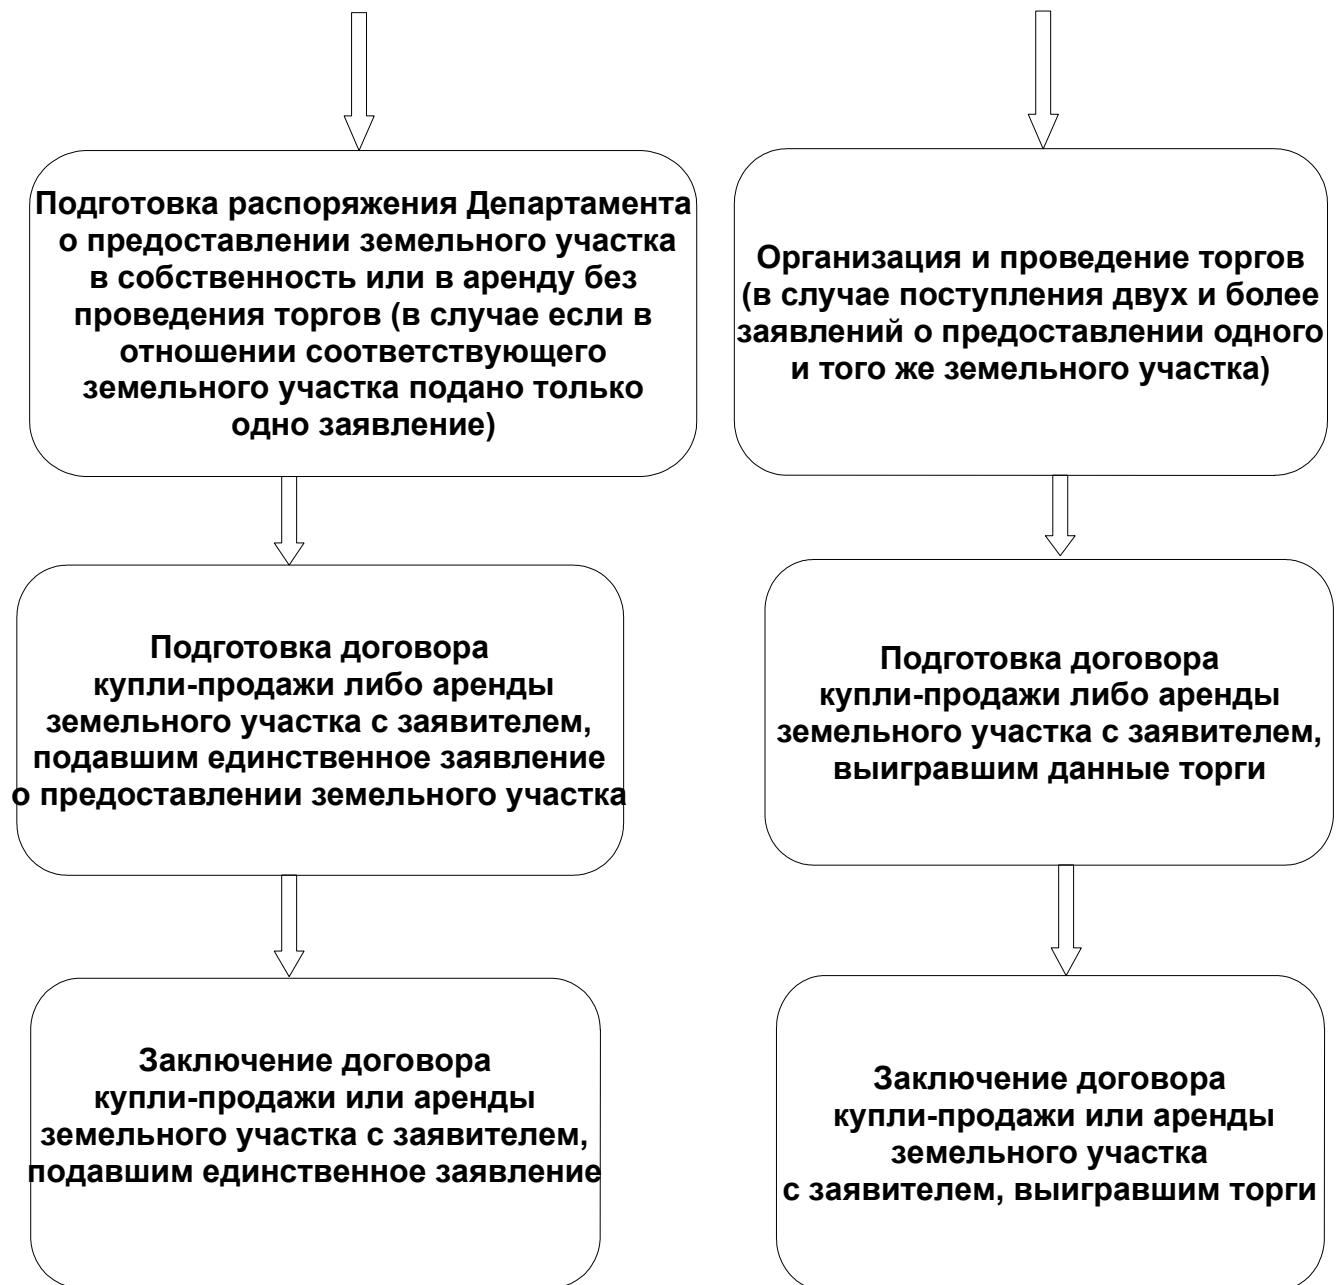 Подготовка распоряжения Департамента
о предоставлении земельного участка
в собственность или в аренду без
проведения торгов (в случае если в
отношении соответствующего
земельного участка подано только
одно заявление)
Организация и проведение торгов
(в случае поступления двух и более
заявлений о предоставлении одного
и того же земельного участка)
Подготовка договора
купли-продажи либо аренды
земельного участка с заявителем,
подавшим единственное заявление
о предоставлении земельного участка
Подготовка договора
купли-продажи либо аренды
земельного участка с заявителем,
выигравшим данные торги
Заключение договора
купли-продажи или аренды
земельного участка с заявителем,
подавшим единственное заявление
Заключение договора
купли-продажи или аренды
земельного участка
с заявителем, выигравшим торги